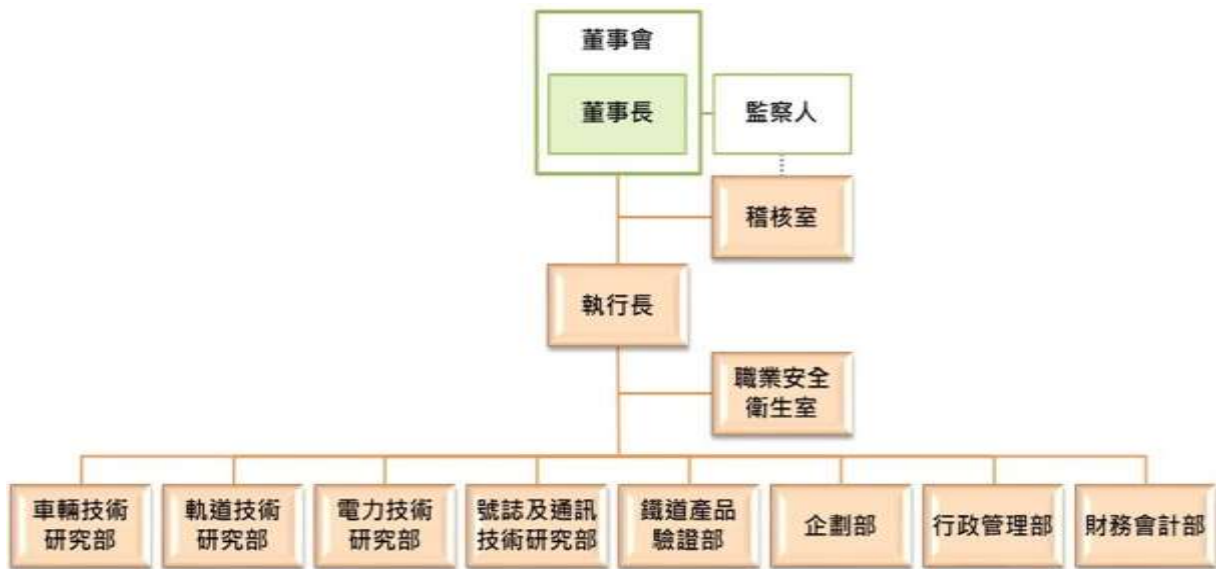 董事會
董事長
監察人
稽核室
執行長
職業安全
衛生室
車輛技術
研究部
軌道技術
研究部
電力技術
研究部
號誌及通訊
技術研究部
鐵道產品
驗證部
企劃部
行政管理部
財務會計部